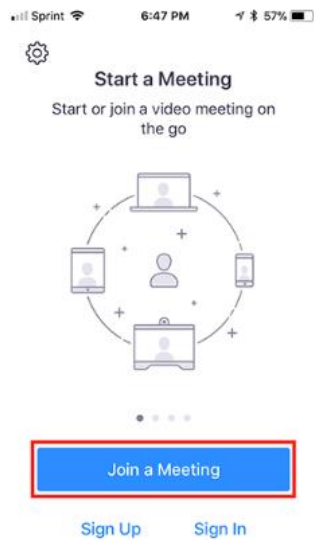 Sprint 6:47 PM 57%
Start a Meeting
Start or join a video meeting on
the go
Join a Meeting
Sign Up Sign In